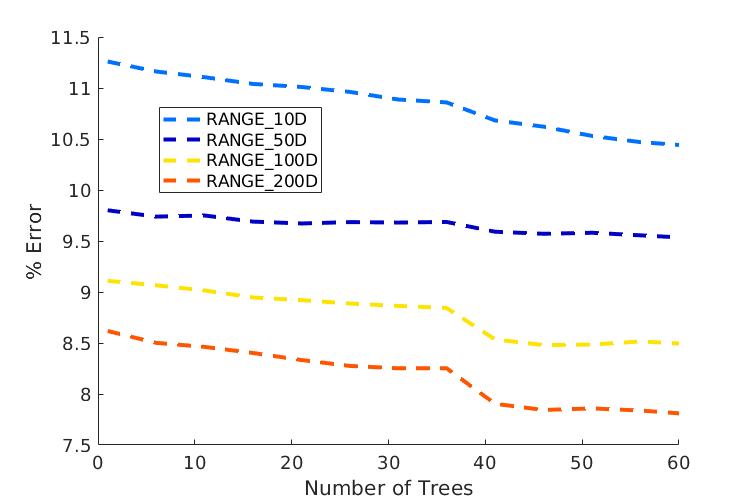 11.5
11
10.5
10
9.5
9
8.5
8
7.5
% Error
RANGE_10D
RANGE_50D
RANGE_100D
RANGE_200D
0 10 20 30 40 50 60
Number of Trees